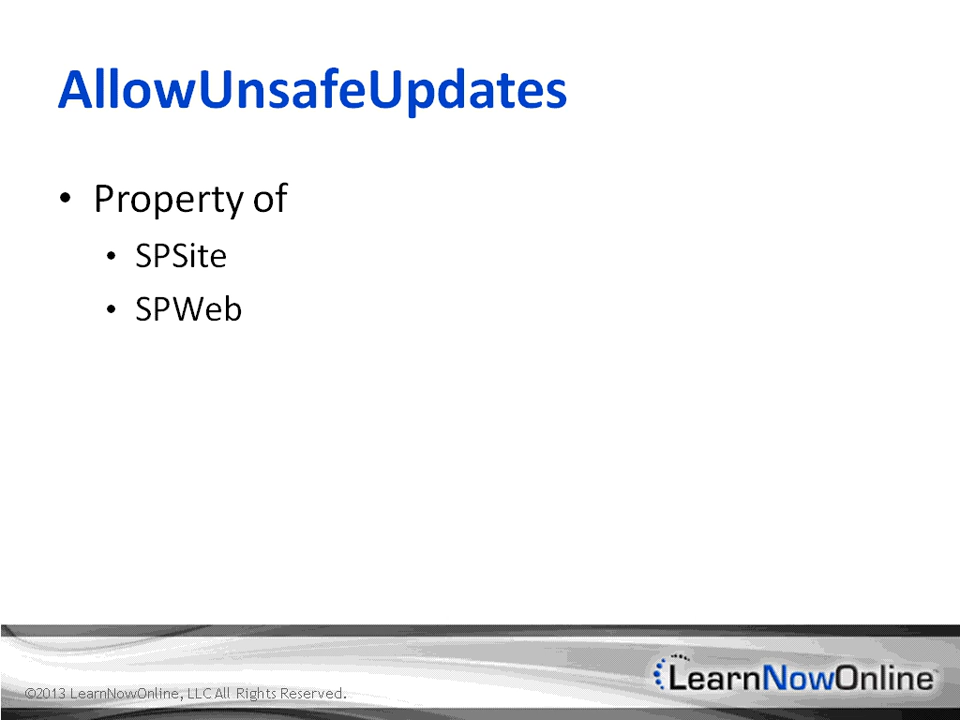 AllowUnsafeUpdates
• Property of
• SPSite
• SPWeb
©2013 LearnNowOnline, LLC All Rights Reserved.
LearnNowOnline